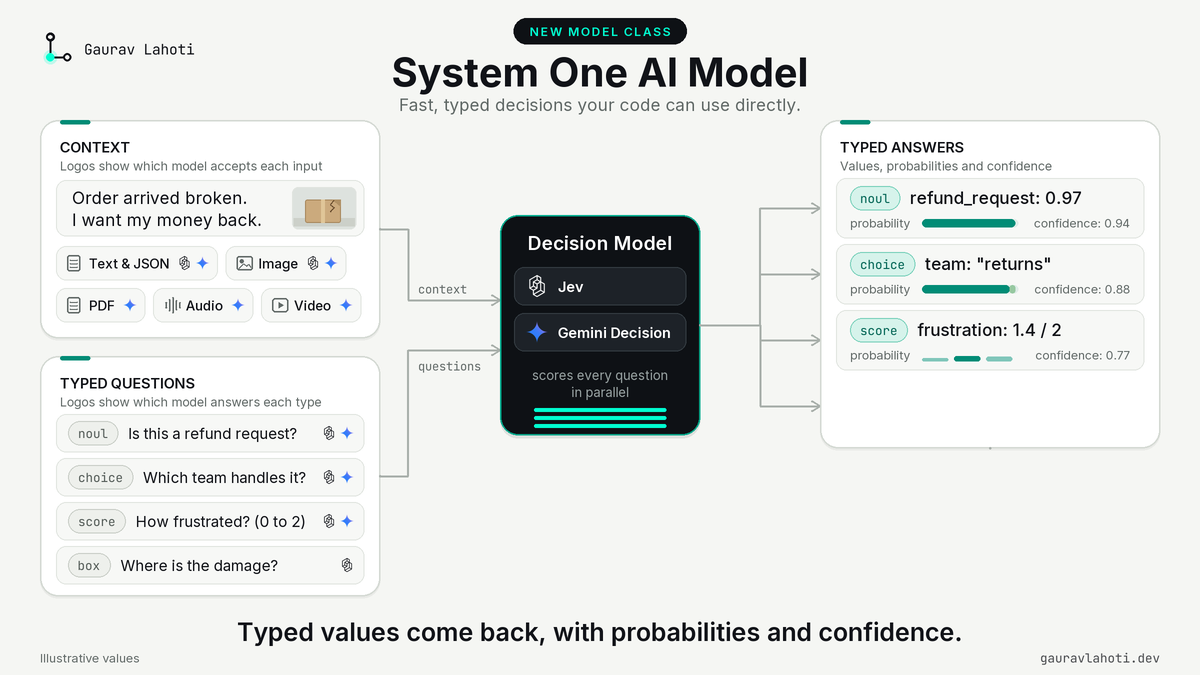 Gaurav Lahoti
NEW MODEL CLASS
System One AI Model
Fast, typed decisions your code can use directly.
CONTEXT
Logos show which model accepts each input
Order arrived broken.
I want my money back.
Text & JSON
Image
PDF
Audio
Video
TYPED QUESTIONS
Logos show which model answers each type
noul Is this a refund request?
choice Which team handles it?
score How frustrated? (0 to 2)
box Where is the damage?
context
questions
Decision Model
Jev
Gemini Decision
scores every question
in parallel
TYPED ANSWERS
Values, probabilities and confidence
noul refund_request: 0.97
probability confidence: 0.94
choice team: "returns"
probability confidence: 0.88
score frustration: 1.4 / 2
probability confidence: 0.77
Typed values come back, with probabilities and confidence.
Illustrative values
gauravlahoti.dev